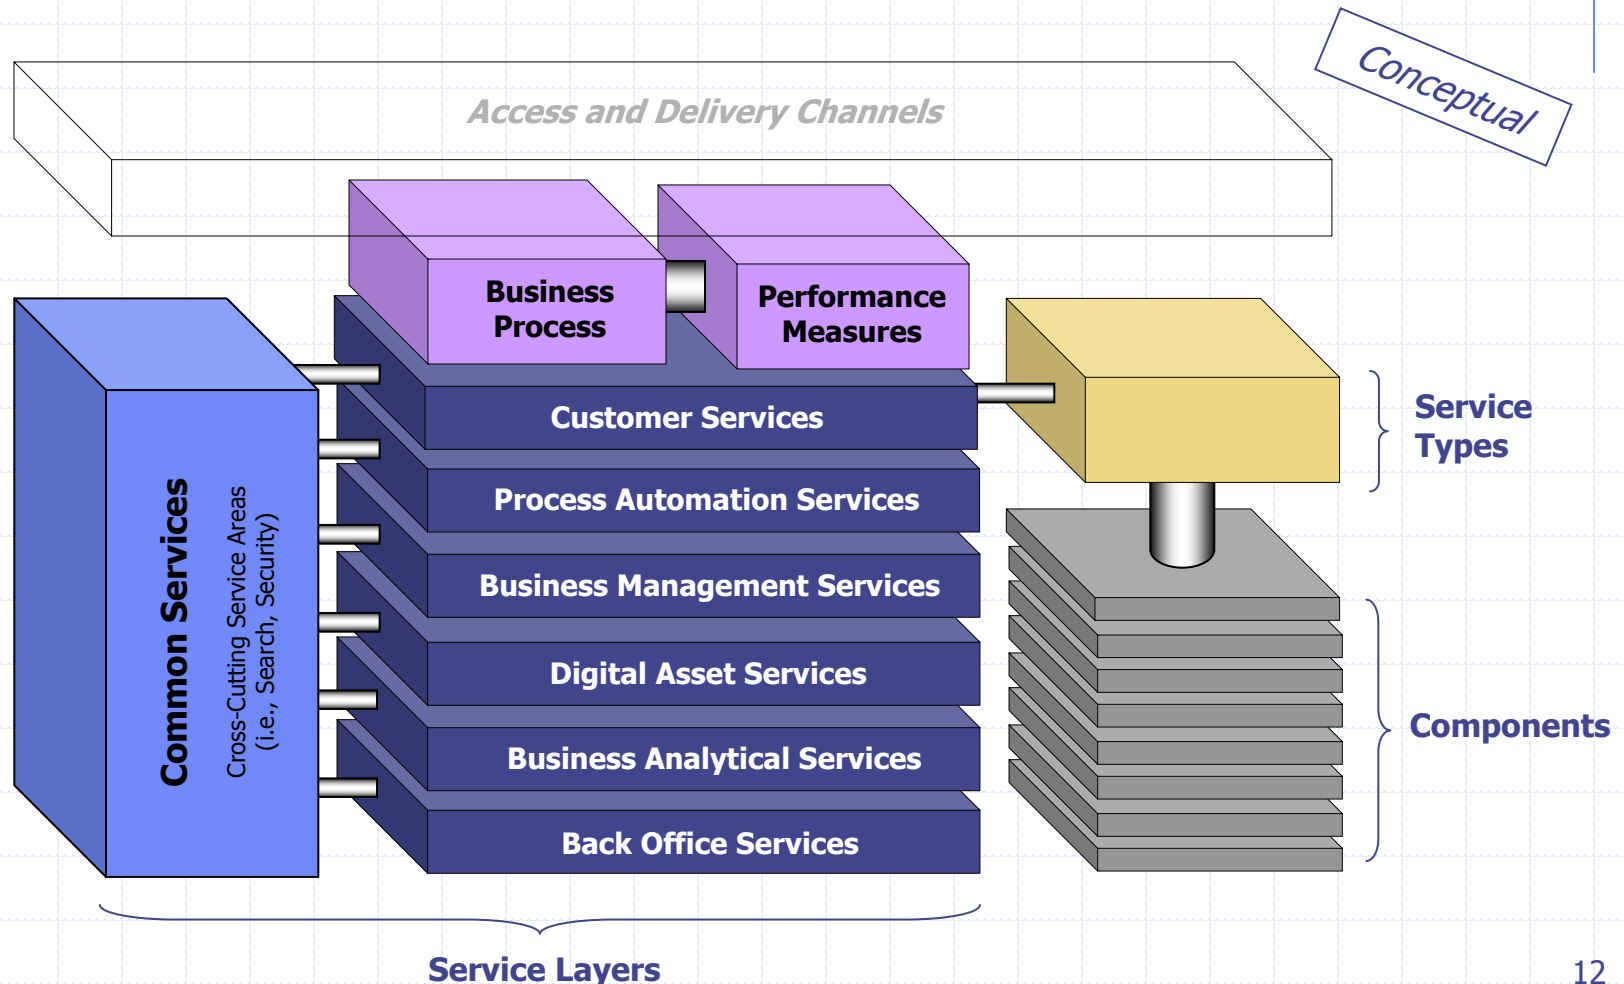 Conceptual
Access and Delivery Channels
Business
Process
Performance
Measures
Common Services
Cross-Cutting Service Areas
(i.e., Search, Security)
Customer Services
Process Automation Services
Business Management Services
Digital Asset Services
Business Analytical Services
Back Office Services
Service
Types
Components
Service Layers
12